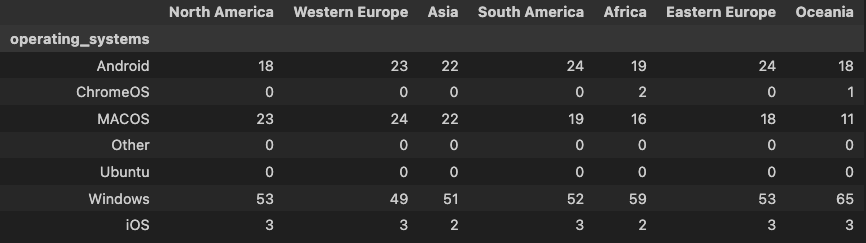 North America Western Europe Asia South America Africa Eastern Europe Oceania
operating_systems
Android 18 23 22 24 19 24 18
ChromeOS 0 0 0 0 2 0 1
MACOS 23 24 22 19 16 18 11
Other 0 0 0 0 0 0 0
Ubuntu 0 0 0 0 0 0 0
Windows 53 49 51 52 59 53 65
iOS 3 3 2 3 2 3 3